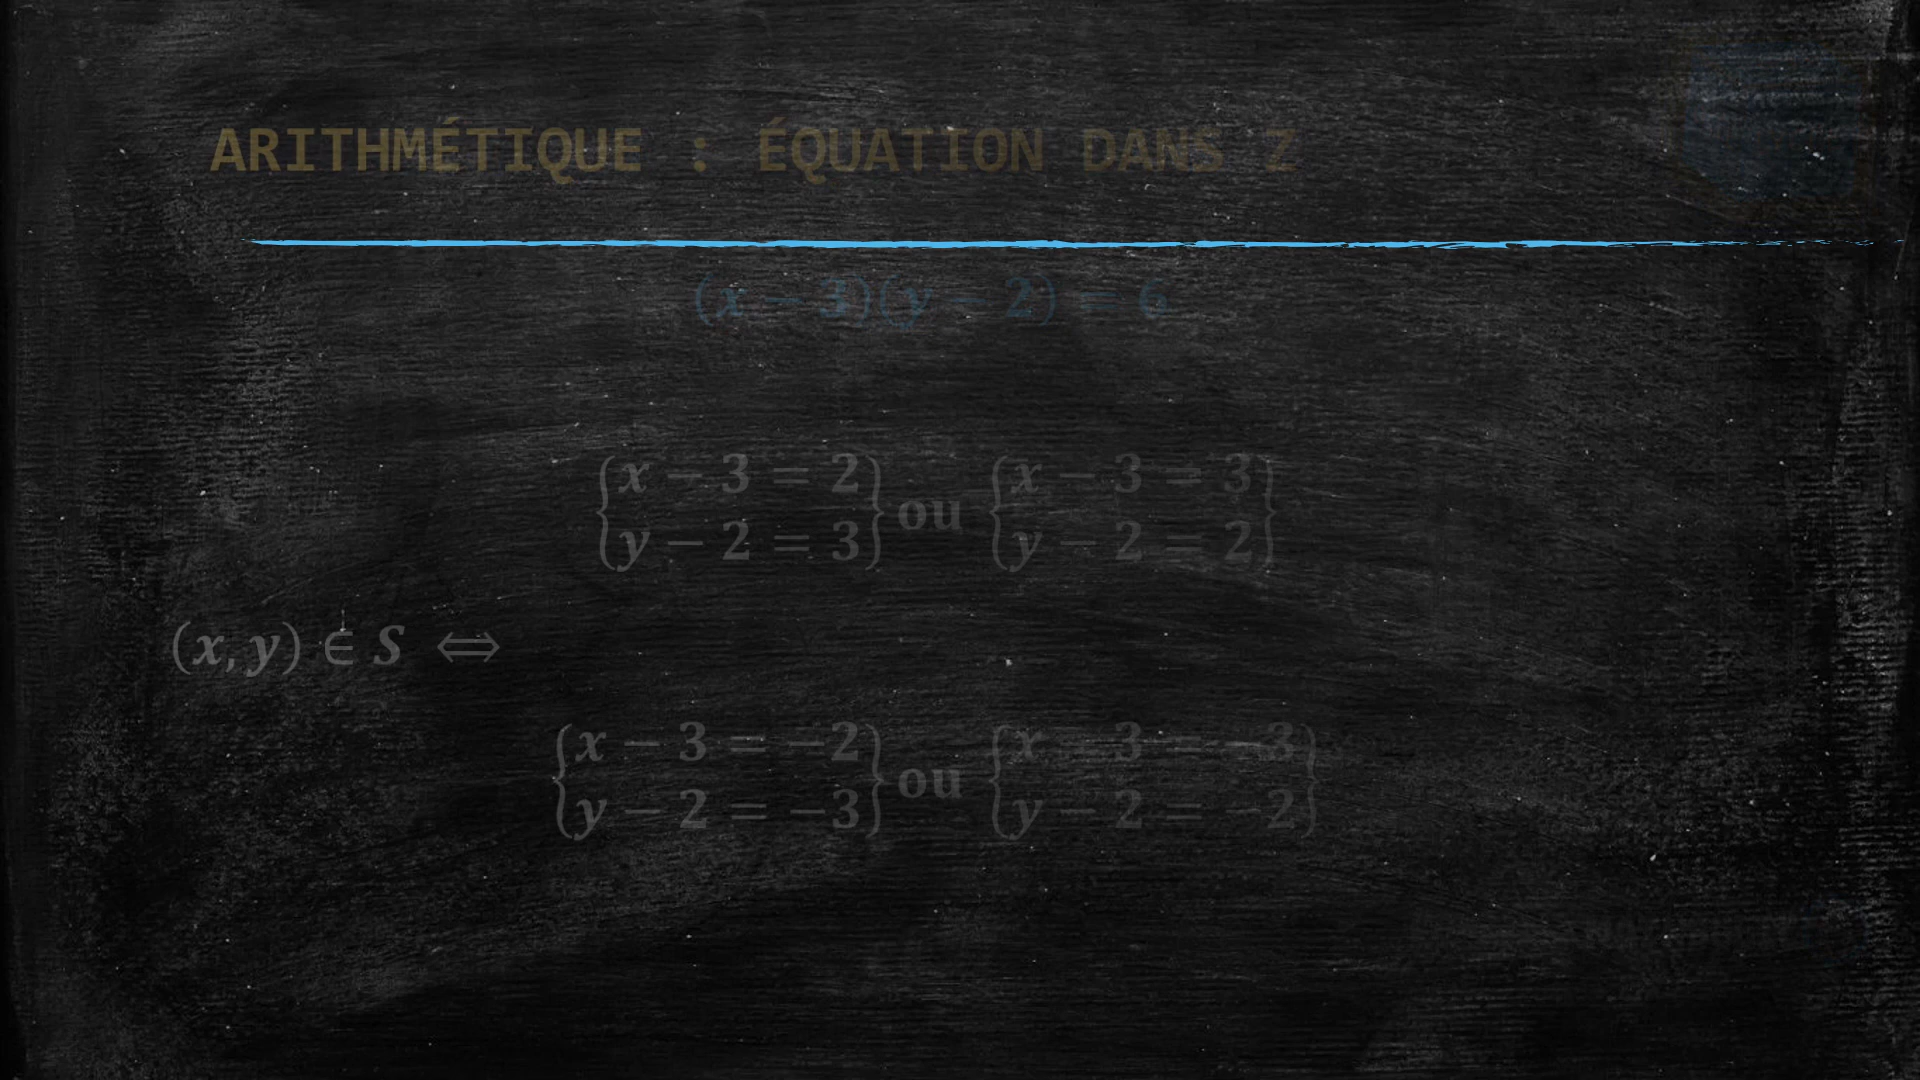 ARITHMÉTIQUE : ÉQUATION DANS Z
(x − 3)(y − 2) = 6
{x − 3 = 2 } ou {x − 3 = 3 }
{y − 2 = 3 } {y − 2 = 2 }
(x, y) ∈ S ⇔
{x − 3 = −2 } ou {x − 3 = −3 }
{y − 2 = −3 } {y − 2 = −2 }